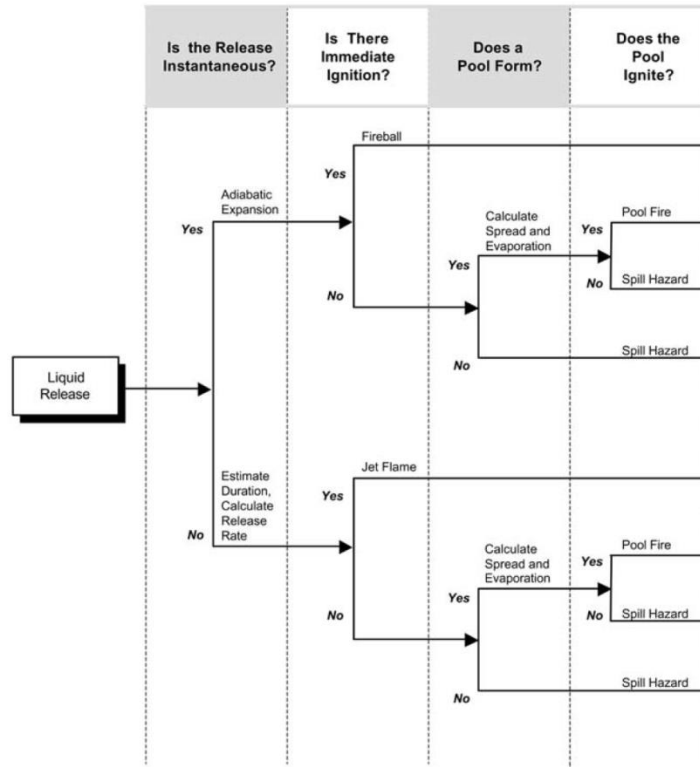 Is the Release
Instantaneous?
Is There
Immediate
Ignition?
Does a
Pool Form?
Does the
Pool
Ignite?
Fireball
Yes
Adiabatic
Expansion
Yes
Calculate
Spread and
Evaporation
Pool Fire
Yes
Yes
No
No
Spill Hazard
Spill Hazard
No
Liquid
Release
Jet Flame
Estimate
Duration,
Calculate
Release
Rate
Yes
No
Calculate
Spread and
Evaporation
Pool Fire
Yes
Yes
No
No
Spill Hazard
Spill Hazard
No